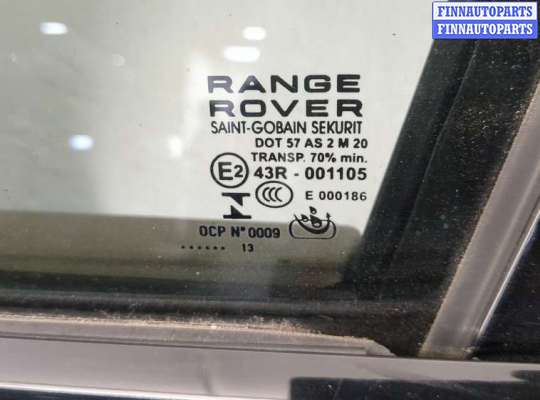 FINNAUTOPARTS
FINNAUTOPARTS
RANGE
ROVER
SAINT-GOBAIN SEKURIT
DOT 57 AS 2 M 20
TRANSP. 70% min.
E2 43R - 001105
CCC E 000186
OCP N° 0009
...... 13